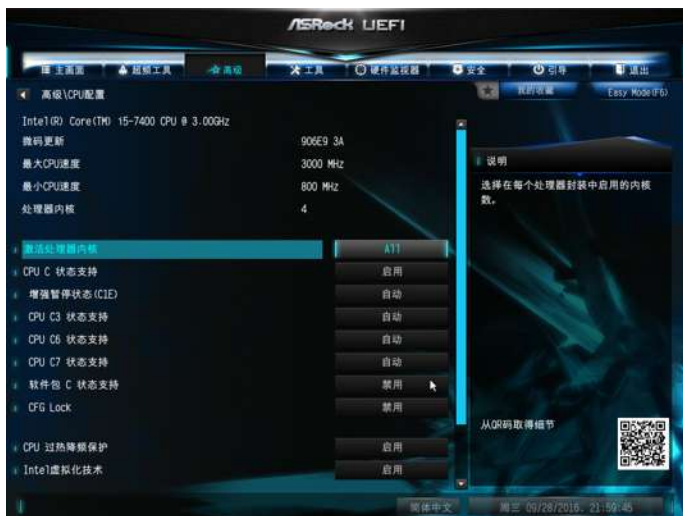 ASRock UEFI
主画面 超频工具 高级 工具 硬件监视器 安全 引导 退出
高级\CPU配置 我的收藏 Easy Mode(F6)
Intel(R) Core(TM) i5-7400 CPU @ 3.00GHz
微码更新 906E9 3A
最大CPU速度 3000 MHz
最小CPU速度 800 MHz
处理器内核 4
说明
选择在每个处理器封装中启用的内核
数。
激活处理器内核 All
CPU C 状态支持 启用
增强暂停状态(C1E) 自动
CPU C3 状态支持 自动
CPU C6 状态支持 自动
CPU C7 状态支持 自动
软件包 C 状态支持 禁用
CFG Lock 禁用
从QR码取得细节
CPU 过热降频保护 启用
Intel虚拟化技术 启用
简体中文 周三 09/28/2016. 21:59:45